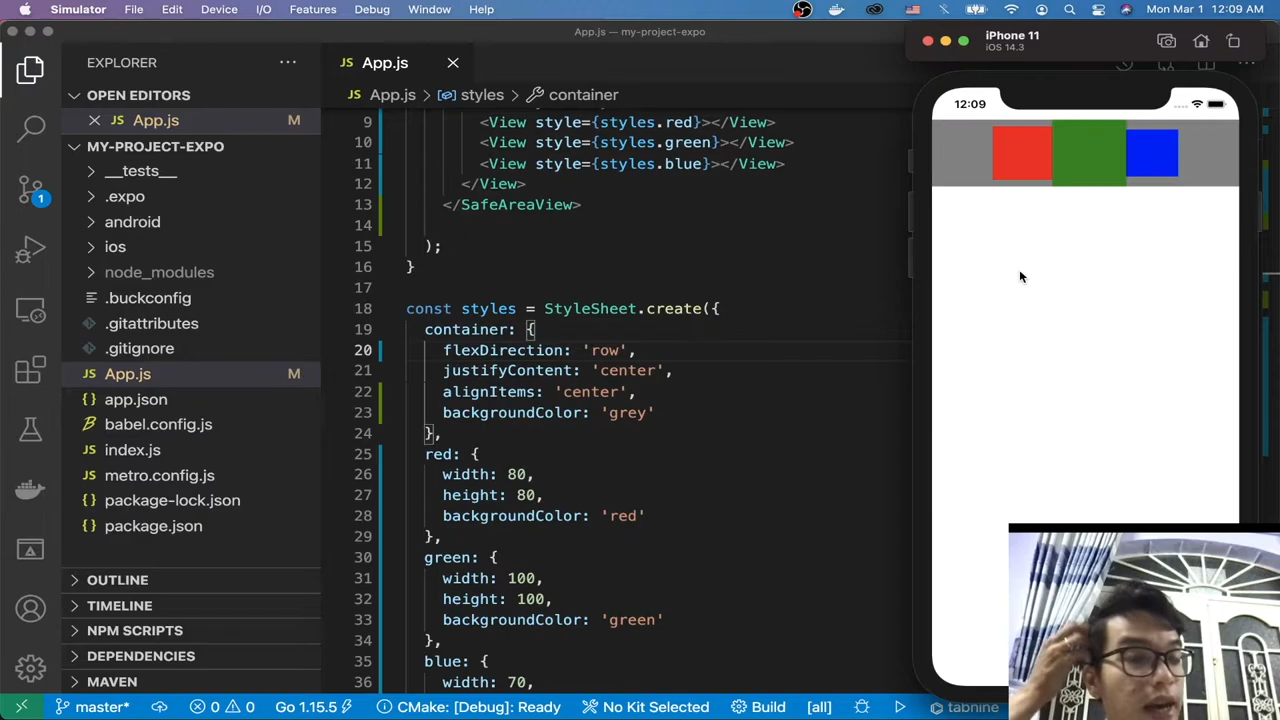 Simulator File Edit Device I/O Features Debug Window Help Mon Mar 1 12:09 AM
App.js — my-project-expo
iPhone 11
iOS 14.3
EXPLORER
OPEN EDITORS
App.js M
MY-PROJECT-EXPO
__tests__
.expo
android
ios
node_modules
.buckconfig
.gitattributes
.gitignore
JS App.js M
{} app.json
babel.config.js
JS index.js
JS metro.config.js
{} package-lock.json
{} package.json
OUTLINE
TIMELINE
NPM SCRIPTS
DEPENDENCIES
MAVEN
1
JS App.js
JS App.js > styles > container
9 <View style={styles.red}></View>
10 <View style={styles.green}></View>
11 <View style={styles.blue}></View>
12 </View>
13 </SafeAreaView>
14
15 );
16 }
17
18 const styles = StyleSheet.create({
19 container: {
20 flexDirection: 'row',
21 justifyContent: 'center',
22 alignItems: 'center',
23 backgroundColor: 'grey'
24 },
25 red: {
26 width: 80,
27 height: 80,
28 backgroundColor: 'red'
29 },
30 green: {
31 width: 100,
32 height: 100,
33 backgroundColor: 'green'
34 },
35 blue: {
36 width: 70,
12:09
master* 0 0 Go 1.15.5 CMake: [Debug]: Ready No Kit Selected Build [all] tabnine